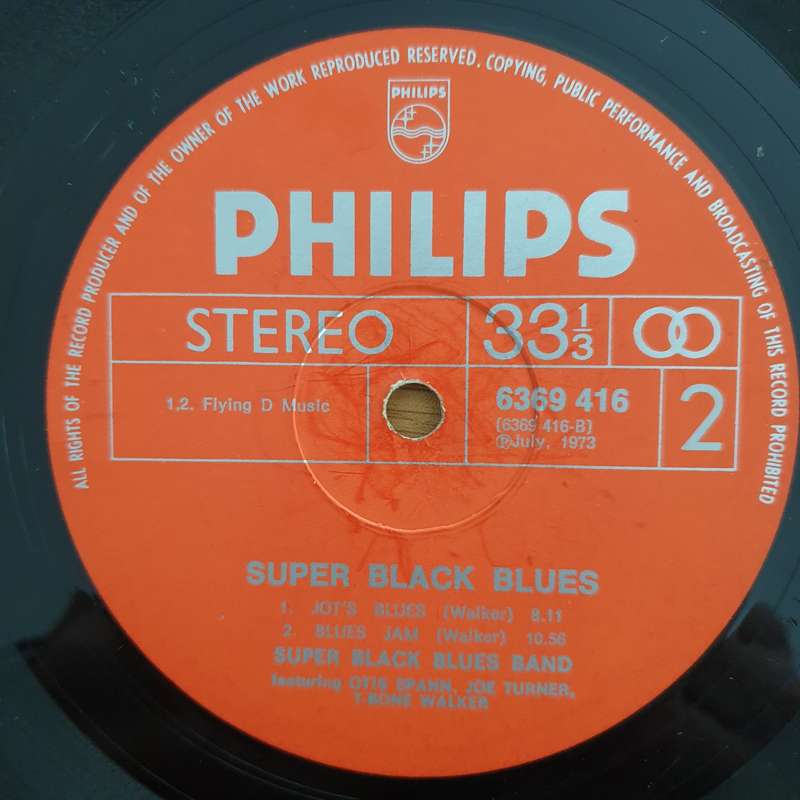 ALL RIGHTS OF THE RECORD PRODUCER AND OF THE OWNER OF THE WORK REPRODUCED RESERVED. COPYING, PUBLIC PERFORMANCE AND BROADCASTING OF THIS RECORD PROHIBITED
PHILIPS
PHILIPS
STEREO 33 1/3
1,2. Flying D Music 6369 416 2
(6369 416-B)
℗July, 1973
SUPER BLACK BLUES
1. JOT'S BLUES (Walker) 8.11
2. BLUES JAM (Walker) 10.56
SUPER BLACK BLUES BAND
featuring OTIS SPANN, JOE TURNER,
T-BONE WALKER